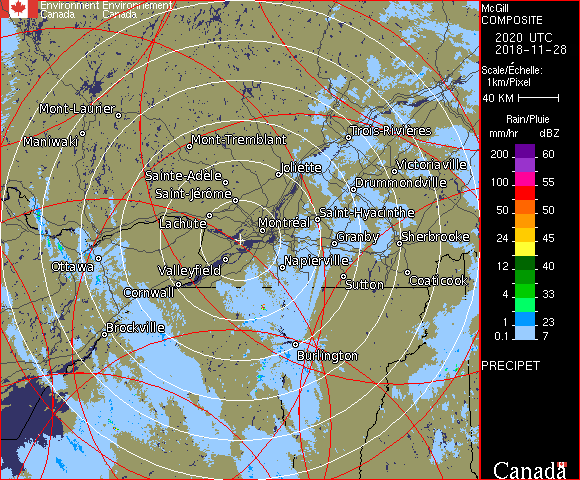 Environment Environnement
Canada Canada
McGill
COMPOSITE
2020 UTC
2018-11-28
Scale/Échelle:
1km/Pixel
40 KM
Rain/Pluie
mm/hr dBZ
200 60
100 55
50 50
24 45
12 40
4 33
1 23
0.1 7
PRECIPET
Canada
Mont-Laurier
Maniwaki
Mont-Tremblant
Trois-Rivières
Sainte-Adèle
Joliette
Victoriaville
Saint-Jérôme
Drummondville
Lachute
Montréal
Saint-Hyacinthe
Granby
Sherbrooke
Ottawa
Valleyfield
Napierville
Cornwall
Sutton
Coaticook
Brockville
Burlington